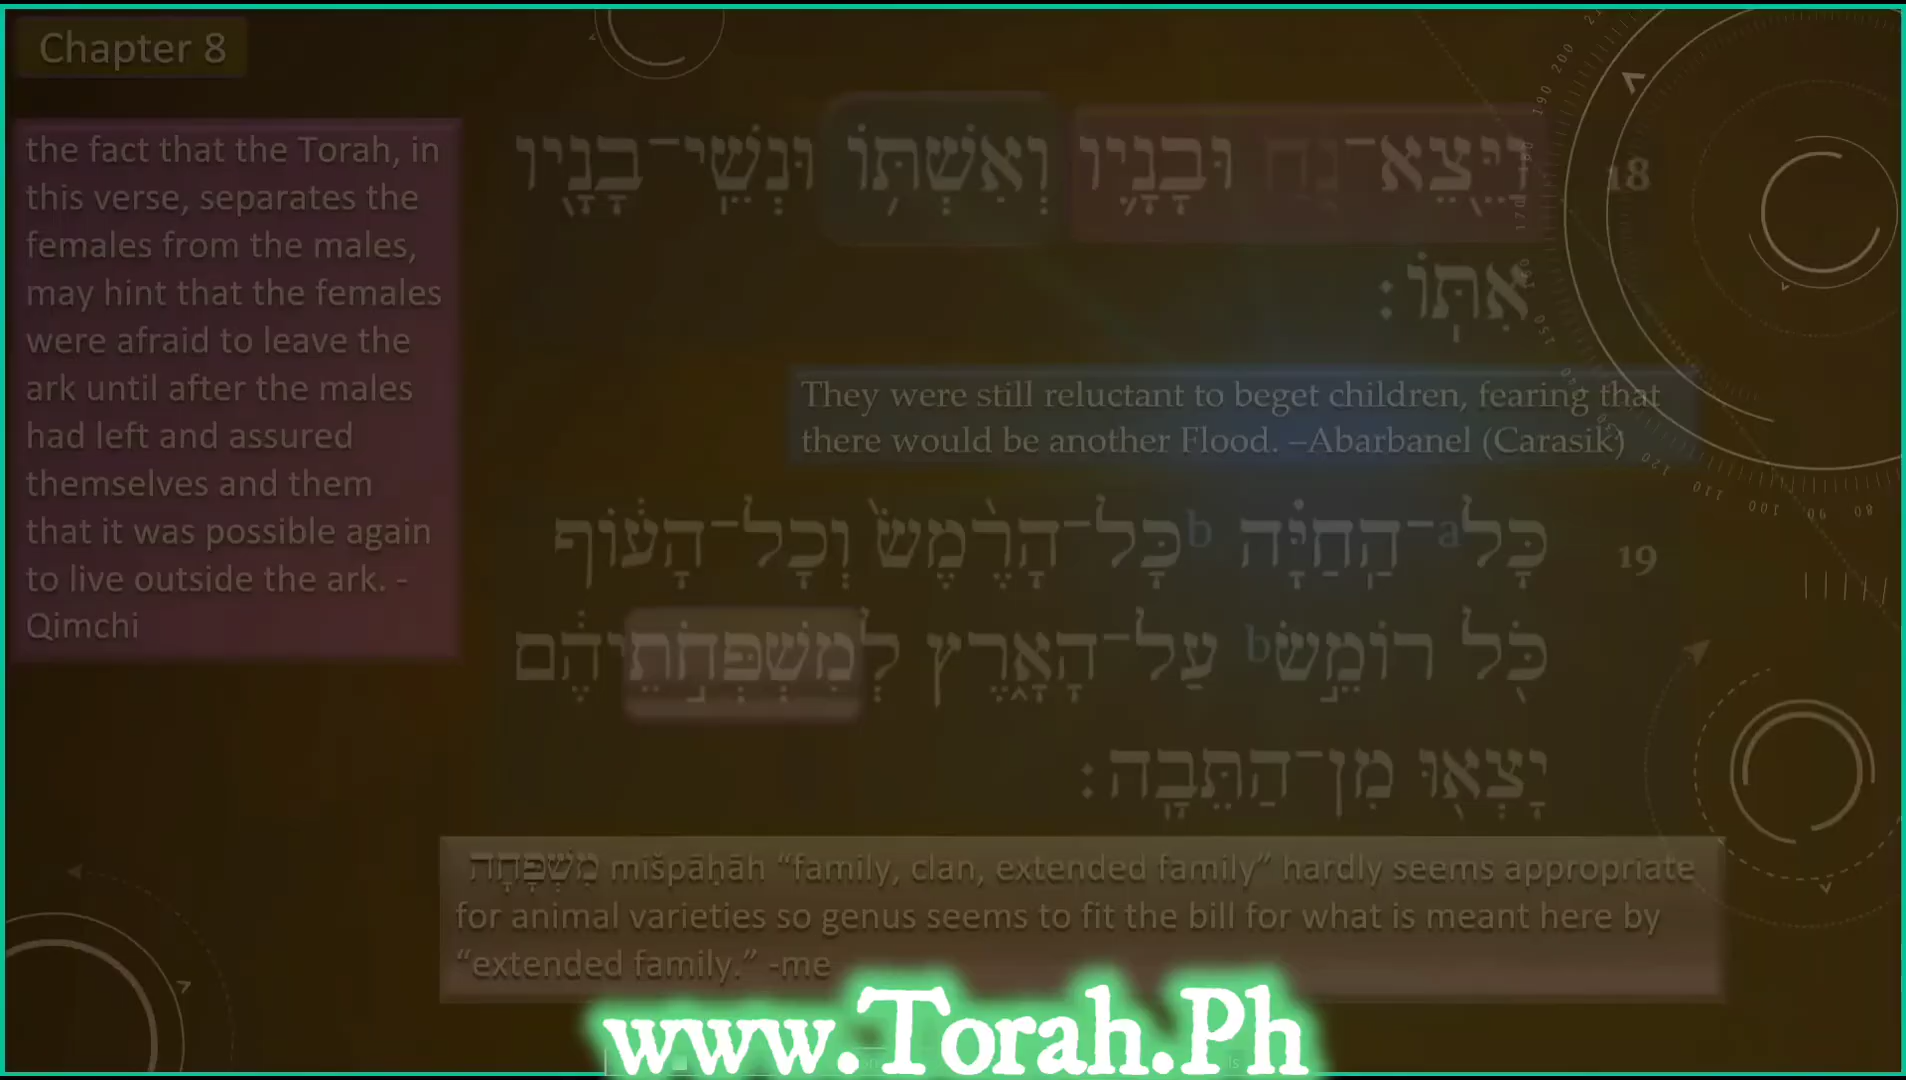 Chapter 8
the fact that the Torah, in
this verse, separates the
females from the males,
may hint that the females
were afraid to leave the
ark until after the males
had left and assured
themselves and them
that it was possible again
to live outside the ark. -
Qimchi
18 וַיֵּ֖צֵא־נֹ֑חַ וּבָנָ֛יו וְאִשְׁתּ֥וֹ וּנְשֵֽׁי־בָנָ֖יו
אִתּֽוֹ׃
They were still reluctant to beget children, fearing that
there would be another Flood. –Abarbanel (Carasik)
19 כָּל a־הַֽחַיָּ֗ה b כָּל־הָרֶ֙מֶשׂ֙ וְכָל־הָע֔וֹף
כֹּ֖ל רוֹמֵ֣שׂ b עַל־הָאָ֑רֶץ לְמִשְׁפְּחֹ֣תֵיהֶ֔ם
יָצְא֖וּ מִן־הַתֵּבָֽה׃
מִשְׁפָּחָה mišpāḥāh “family, clan, extended family” hardly seems appropriate
for animal varieties so genus seems to fit the bill for what is meant here by
“extended family.” -me
www.Torah.Ph